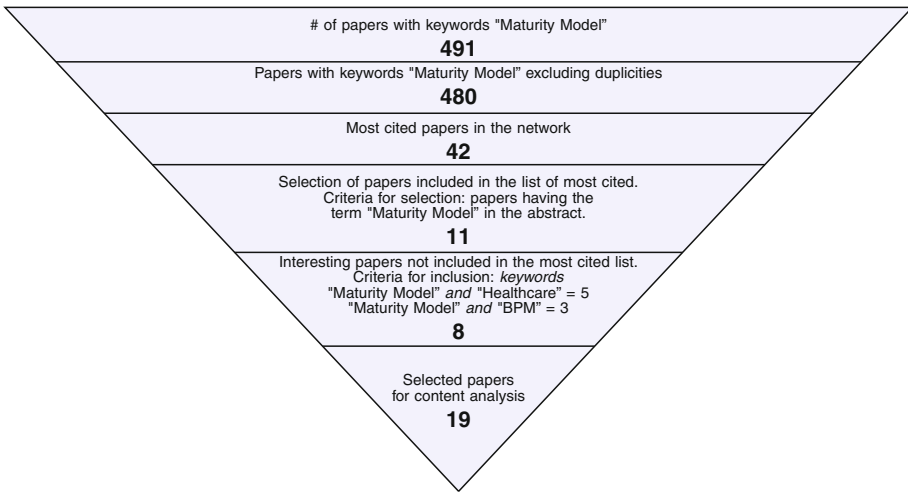 # of papers with keywords "Maturity Model"
491
Papers with keywords "Maturity Model" excluding duplicities
480
Most cited papers in the network
42
Selection of papers included in the list of most cited.
Criteria for selection: papers having the
term "Maturity Model" in the abstract.
11
Interesting papers not included in the most cited list.
Criteria for inclusion: keywords
"Maturity Model" and "Healthcare" = 5
"Maturity Model" and "BPM" = 3
8
Selected papers
for content analysis
19